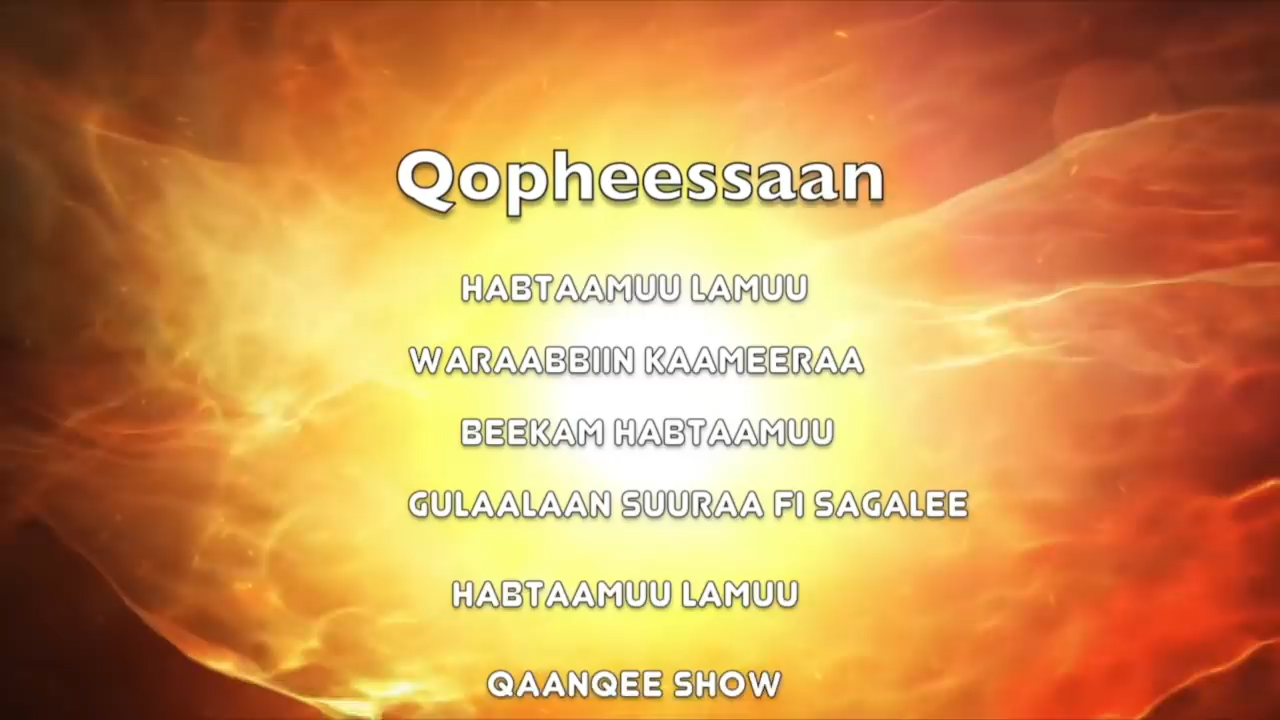 Qopheessaan
HABTAAMUU LAMUU
WARAABBIIN KAAMEERAA
BEEKAM HABTAAMUU
GULAALAAN SUURAA FI SAGALEE
HABTAAMUU LAMUU
QAANQEE SHOW